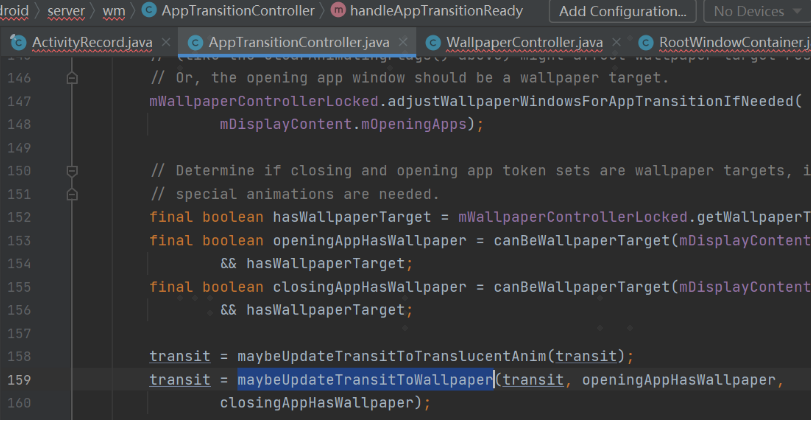 droid 〉 server 〉 wm 〉 AppTransitionController 〉 m handleAppTransitionReady Add Configuration... No Devices
ActivityRecord.java × AppTransitionController.java × WallpaperController.java × RootWindowContainer.j
146 // Or, the opening app window should be a wallpaper target.
147 mWallpaperControllerLocked.adjustWallpaperWindowsForAppTransitionIfNeeded(
148 mDisplayContent.mOpeningApps);
149
150 // Determine if closing and opening app token sets are wallpaper targets, i
151 // special animations are needed.
152 final boolean hasWallpaperTarget = mWallpaperControllerLocked.getWallpaperT
153 final boolean openingAppHasWallpaper = canBeWallpaperTarget(mDisplayContent
154 && hasWallpaperTarget;
155 final boolean closingAppHasWallpaper = canBeWallpaperTarget(mDisplayContent
156 && hasWallpaperTarget;
157
158 transit = maybeUpdateTransitToTranslucentAnim(transit);
159 transit = maybeUpdateTransitToWallpaper(transit, openingAppHasWallpaper,
160 closingAppHasWallpaper);